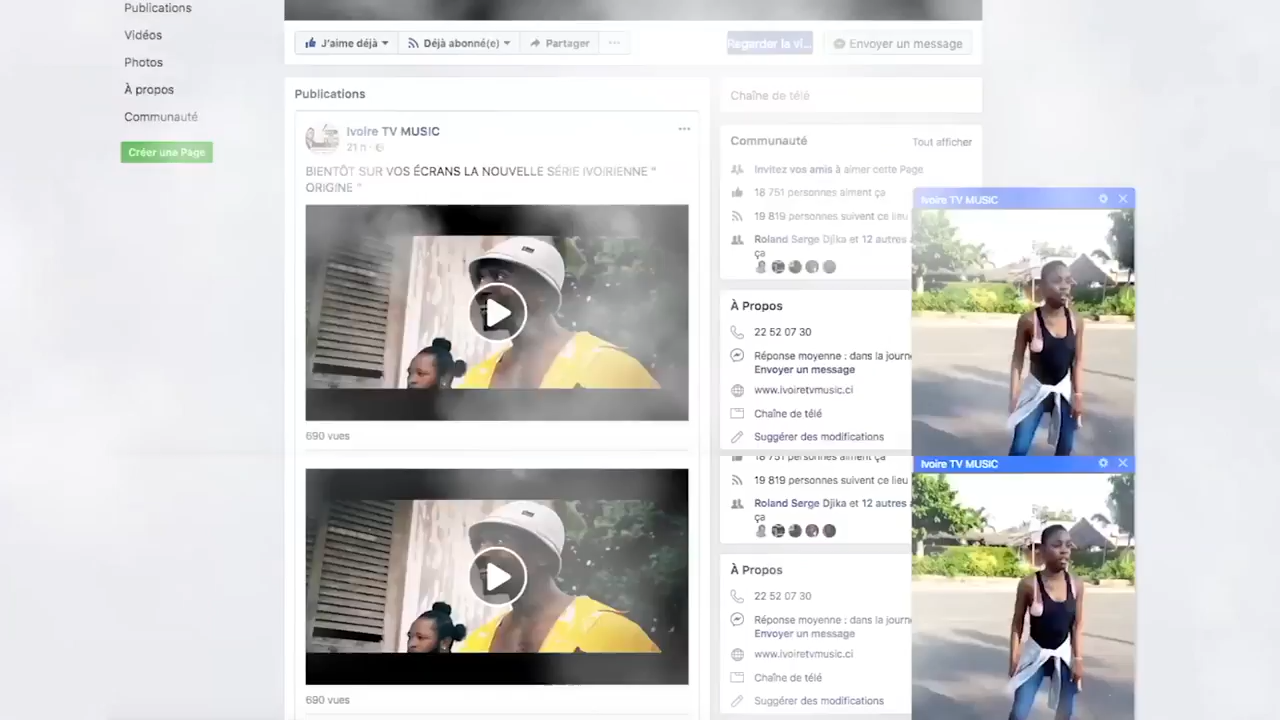 Publications
Vidéos
Photos
À propos
Communauté
Créer une Page
J'aime déjà
Déjà abonné(e)
Partager
Regarder la vi...
Envoyer un message
Publications
Ivoire TV MUSIC
21 h
BIENTÔT SUR VOS ÉCRANS LA NOUVELLE SÉRIE IVOIRIENNE "
ORIGINE "
690 vues
690 vues
Chaîne de télé
Communauté
Tout afficher
Invitez vos amis à aimer cette Page
18 751 personnes aiment ça
19 819 personnes suivent ce lieu
Roland Serge Djika et 12 autres
ça
À Propos
22 52 07 30
Réponse moyenne : dans la journ
Envoyer un message
www.ivoiretvmusic.ci
Chaîne de télé
Suggérer des modifications
18 751 personnes aiment ça
19 819 personnes suivent ce lieu
Roland Serge Djika et 12 autres
ça
À Propos
22 52 07 30
Réponse moyenne : dans la journ
Envoyer un message
www.ivoiretvmusic.ci
Chaîne de télé
Suggérer des modifications
Ivoire TV MUSIC
Ivoire TV MUSIC